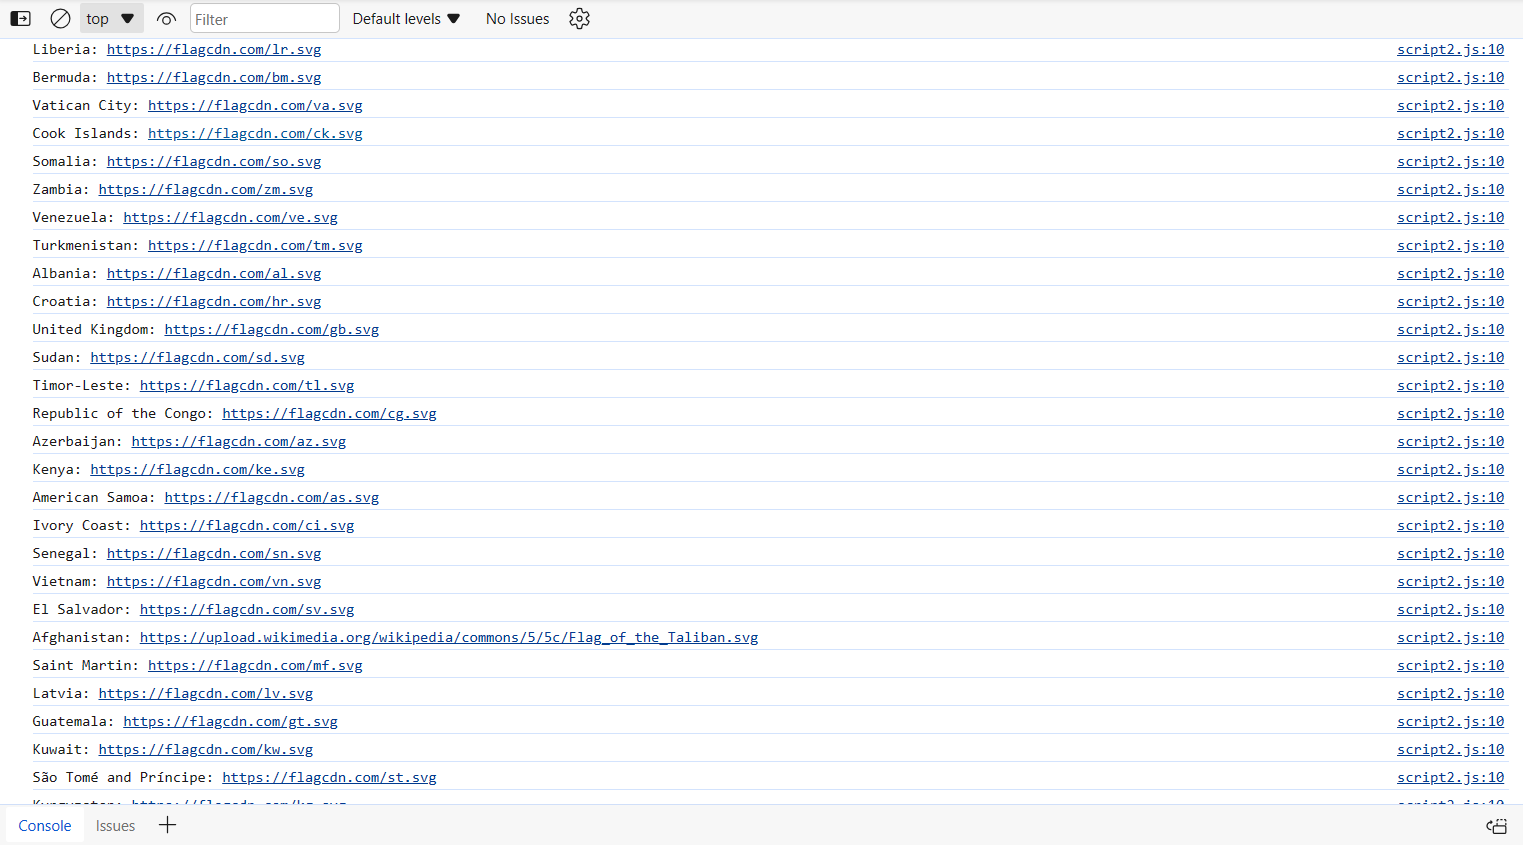 top Filter Default levels No Issues
Liberia: https://flagcdn.com/lr.svg script2.js:10
Bermuda: https://flagcdn.com/bm.svg script2.js:10
Vatican City: https://flagcdn.com/va.svg script2.js:10
Cook Islands: https://flagcdn.com/ck.svg script2.js:10
Somalia: https://flagcdn.com/so.svg script2.js:10
Zambia: https://flagcdn.com/zm.svg script2.js:10
Venezuela: https://flagcdn.com/ve.svg script2.js:10
Turkmenistan: https://flagcdn.com/tm.svg script2.js:10
Albania: https://flagcdn.com/al.svg script2.js:10
Croatia: https://flagcdn.com/hr.svg script2.js:10
United Kingdom: https://flagcdn.com/gb.svg script2.js:10
Sudan: https://flagcdn.com/sd.svg script2.js:10
Timor-Leste: https://flagcdn.com/tl.svg script2.js:10
Republic of the Congo: https://flagcdn.com/cg.svg script2.js:10
Azerbaijan: https://flagcdn.com/az.svg script2.js:10
Kenya: https://flagcdn.com/ke.svg script2.js:10
American Samoa: https://flagcdn.com/as.svg script2.js:10
Ivory Coast: https://flagcdn.com/ci.svg script2.js:10
Senegal: https://flagcdn.com/sn.svg script2.js:10
Vietnam: https://flagcdn.com/vn.svg script2.js:10
El Salvador: https://flagcdn.com/sv.svg script2.js:10
Afghanistan: https://upload.wikimedia.org/wikipedia/commons/5/5c/Flag_of_the_Taliban.svg script2.js:10
Saint Martin: https://flagcdn.com/mf.svg script2.js:10
Latvia: https://flagcdn.com/lv.svg script2.js:10
Guatemala: https://flagcdn.com/gt.svg script2.js:10
Kuwait: https://flagcdn.com/kw.svg script2.js:10
São Tomé and Príncipe: https://flagcdn.com/st.svg script2.js:10
Console Issues